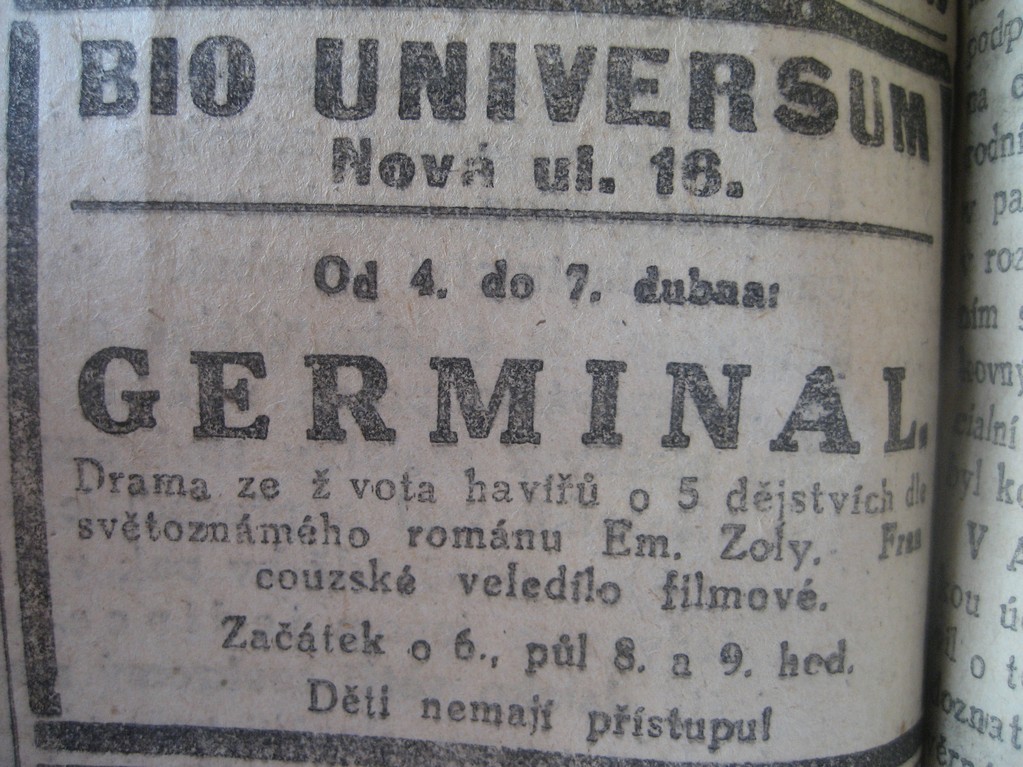 BIO UNIVERSUM
Nová ul. 16.
Od 4. do 7. dubna:
GERMINAL.
Drama ze ž vota havířů o 5 dějstvích dle
světoznámého románu Em. Zoly. Fran
couzské veledílo filmové.
Začátek o 6., půl 8. a 9. hod.
Děti nemají přístupu!